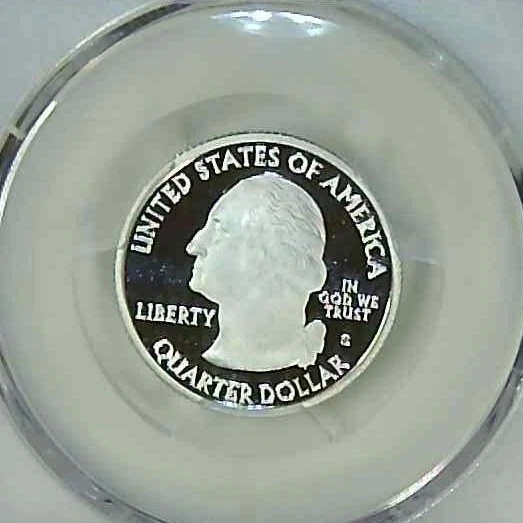 UNITED STATES OF AMERICA
LIBERTY
IN
GOD WE
TRUST
S
QUARTER DOLLAR